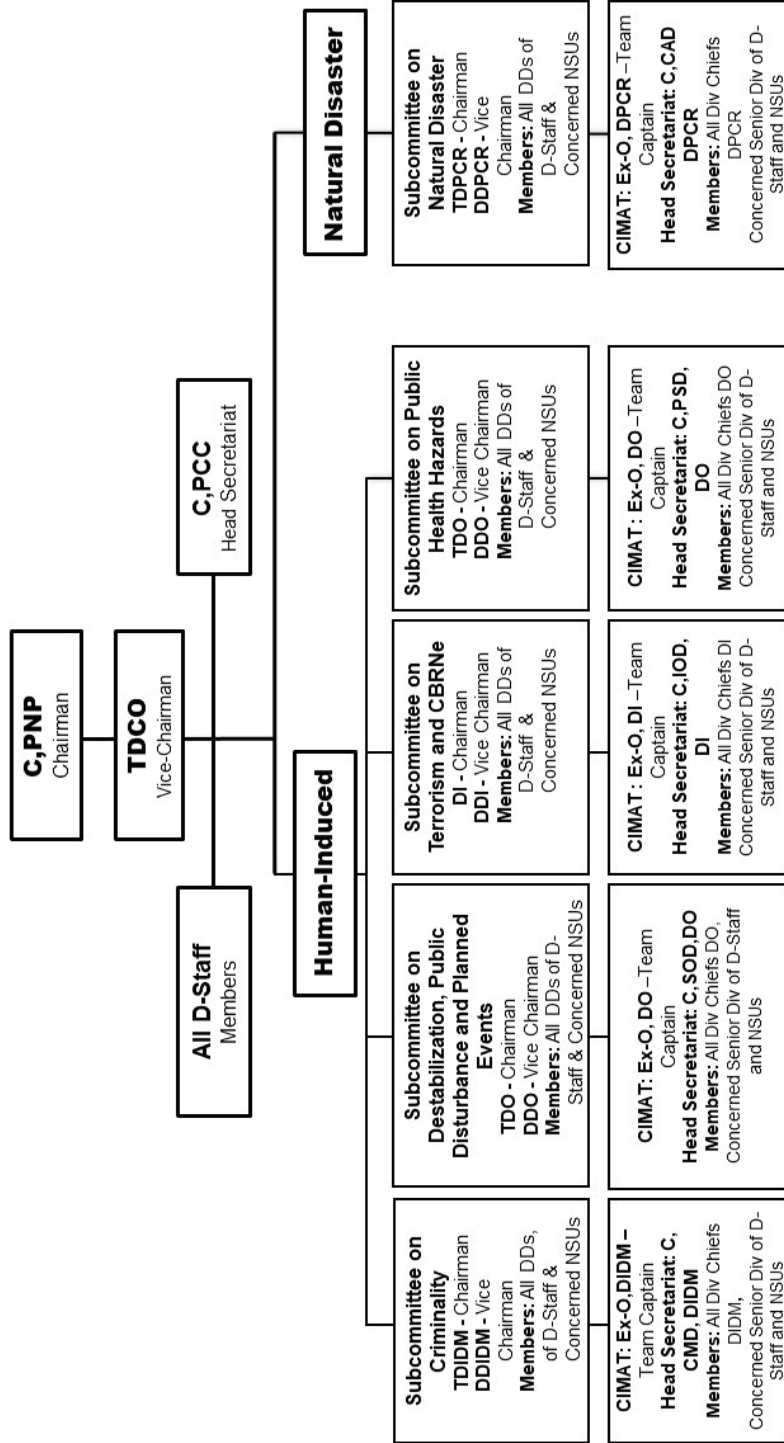 C,PNP
Chairman
TDCO
Vice-Chairman
All D-Staff
Members
C,PCC
Head Secretariat
Human-Induced
Natural Disaster
Subcommittee on
Criminality
TDIDM - Chairman
DDIDM - Vice
Chairman
Members: All DDs,
of D-Staff &
Concerned NSUs
Subcommittee on
Destabilization, Public
Disturbance and Planned
Events
TDO - Chairman
DDO - Vice Chairman
Members: All DDs of D-
Staff & Concerned NSUs
Subcommittee on
Terrorism and CBRNe
DI - Chairman
DDI - Vice Chairman
Members: All DDs of
D-Staff &
Concerned NSUs
Subcommittee on Public
Health Hazards
TDO - Chairman
DDO - Vice Chairman
Members: All DDs of
D-Staff &
Concerned NSUs
Subcommittee on
Natural Disaster
TDPCR - Chairman
DDPCR - Vice
Chairman
Members: All DDs of
D-Staff &
Concerned NSUs
CIMAT: Ex-O,DIDM –
Team Captain
Head Secretariat: C,
CMD, DIDM
Members: All Div Chiefs
DIDM,
Concerned Senior Div of D-
Staff and NSUs
CIMAT: Ex-O, DO –Team
Captain
Head Secretariat: C,SOD,DO
Members: All Div Chiefs DO,
Concerned Senior Div of D-Staff
and NSUs
CIMAT : Ex-O, DI –Team
Captain
Head Secretariat: C,IOD,
DI
Members: All Div Chiefs DI
Concerned Senior Div of D-
Staff and NSUs
CIMAT : Ex-O, DO –Team
Captain
Head Secretariat: C,PSD,
DO
Members: All Div Chiefs DO
Concerned Senior Div of D-
Staff and NSUs
CIMAT: Ex-O, DPCR –Team
Captain
Head Secretariat: C,CAD
DPCR
Members: All Div Chiefs
DPCR
Concerned Senior Div of D-
Staff and NSUs